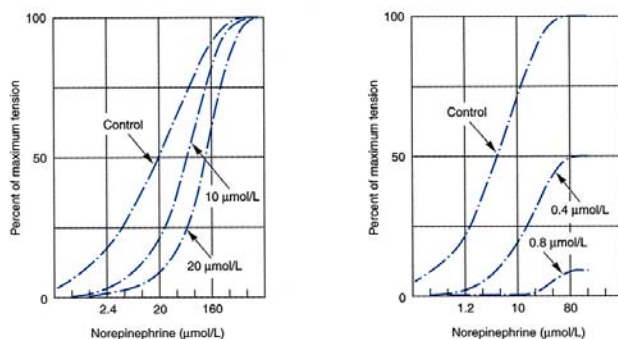 100
50
0
Percent of maximum tension
Control
10 µmol/L
20 µmol/L
2.4 20 160
Norepinephrine (µmol/L)
100
50
0
Percent of maximum tension
Control
0.4 µmol/L
0.8 µmol/L
1.2 10 80
Norepinephrine (µmol/L)